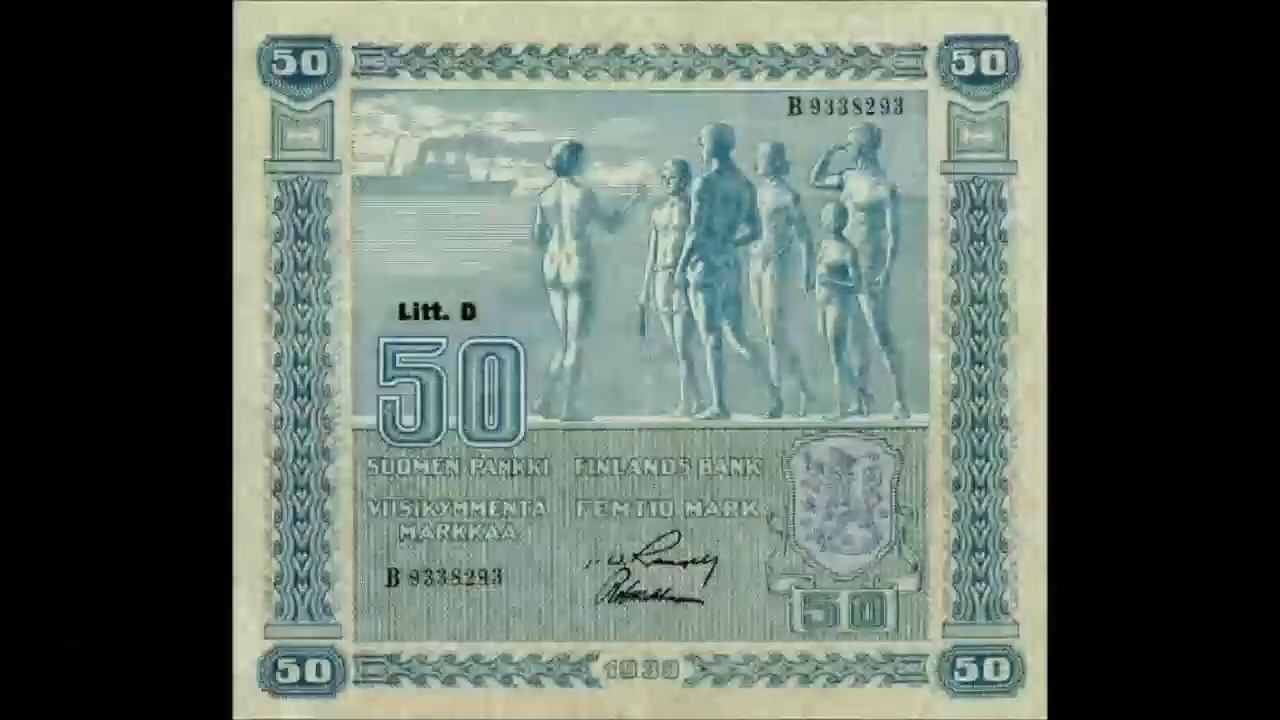 50 50
B 9338293
Litt. D
50
SUOMEN PANKKI FINLANDS BANK
VIISIKYMMENTÄ FEMTIO MARK
MARKKAA
B 9338293
50
50 1939 50